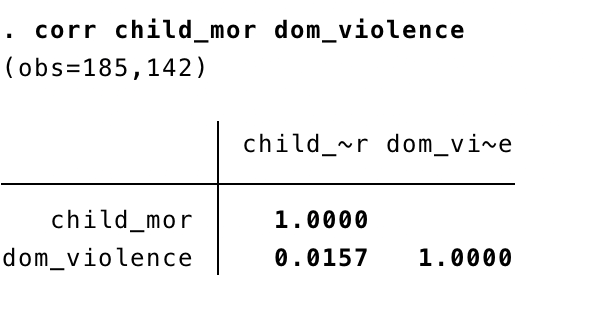 . corr child_mor dom_violence
(obs=185,142)
child_~r dom_vi~e
child_mor 1.0000
dom_violence 0.0157 1.0000